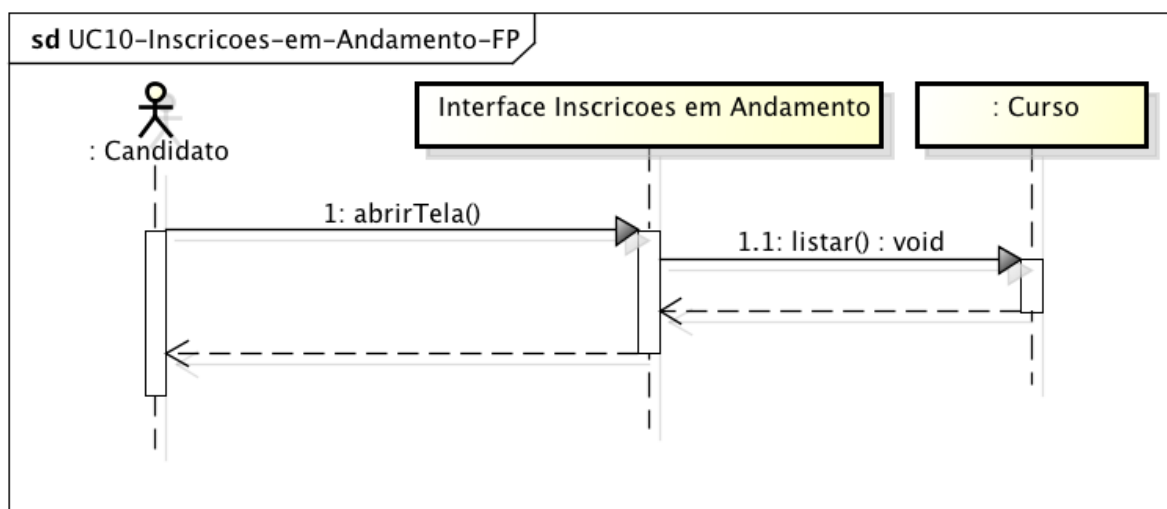 sd UC10-Inscricoes-em-Andamento-FP
: Candidato
Interface Inscricoes em Andamento
: Curso
1: abrirTela()
1.1: listar() : void